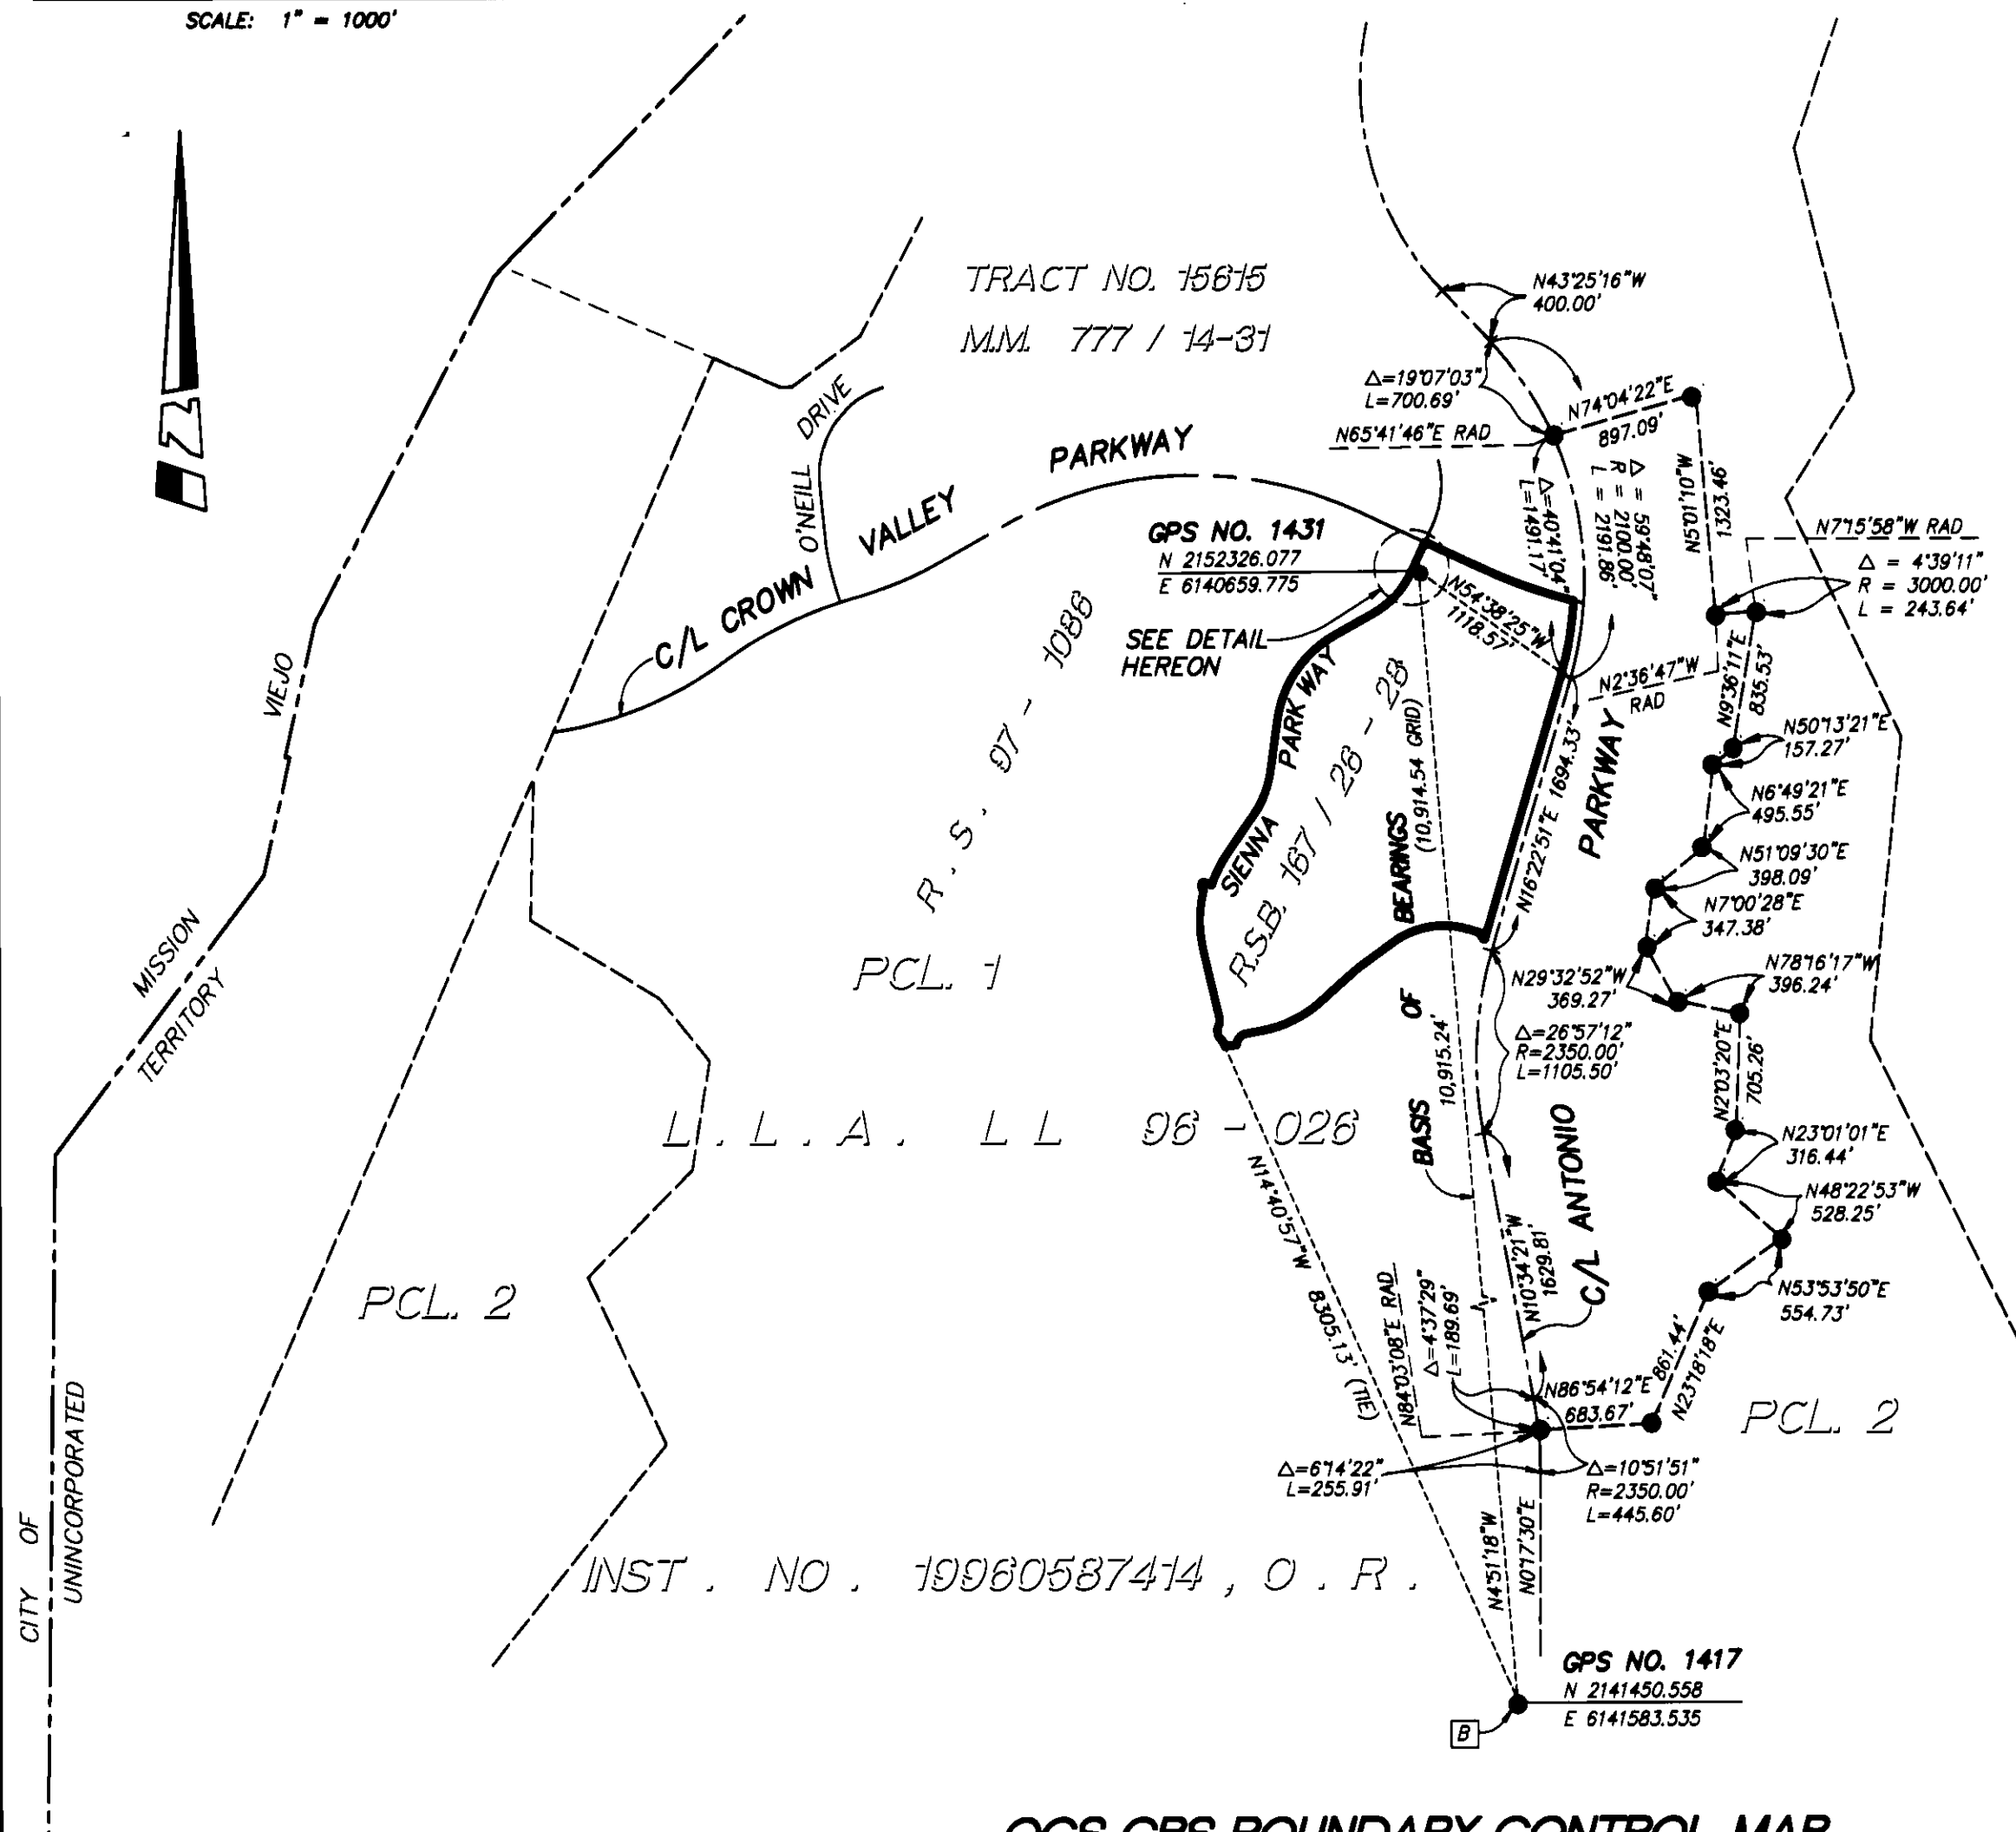 SCALE: 1" = 1000'
TRACT NO. 15615
M.M. 777 / 14-31
N43°25'16"W
400.00'
Δ=19°07'03"
L=700.69'
N74°04'22"E
897.09'
N65°41'46"E RAD
Δ = 59°48'07"
R = 2100.00'
L = 2191.86'
Δ=40°41'04"
L=1491.17'
N5°10'10"W
1323.46'
N7°15'58"W RAD
Δ = 4°39'11"
R = 3000.00'
L = 243.64'
O'NEILL DRIVE
C/L CROWN VALLEY PARKWAY
GPS NO. 1431
N 2152326.077
E 6140659.775
SEE DETAIL
HEREON
N54°38'25"W
1118.57'
N2°36'47"W
RAD
N9°36'11"E
835.53'
N50°13'21"E
157.27'
N6°49'21"E
495.55'
N51°09'30"E
398.09'
N7°00'28"E
347.38'
N78°16'17"W
396.24'
N29°32'52"W
369.27'
VIEJO
MISSION
TERRITORY
R.S. 97-1086
SIENNA PARKWAY
R.S.B. 167 / 26 - 28
(10,914.54 GRID)
BASIS OF BEARINGS
10,915.24'
N16°22'51"E 1694.33'
PARKWAY
PCL. 1
Δ=26°57'12"
R=2350.00'
L=1105.50'
N2°03'20"E
705.26'
N23°01'01"E
316.44'
N48°22'53"W
528.25'
N53°53'50"E
554.73'
L.L.A. LL 96-026
N14°40'57"W 8305.13' (TIE)
C/L ANTONIO
N10°34'21"W
1629.81'
N84°03'08"E RAD
Δ=4°37'29"
L=189.69'
PCL. 2
N86°54'12"E
683.67'
861.44'
N23°18'18"E
PCL. 2
Δ=6°14'22"
L=255.91'
Δ=10°51'51"
R=2350.00'
L=445.60'
N4°51'18"W
N0°17'30"E
CITY OF
UNINCORPORATED
INST. NO. 19960587414, O.R.
GPS NO. 1417
N 2141450.558
E 6141583.535
B
OCS GPS BOUNDARY CONTROL MAP